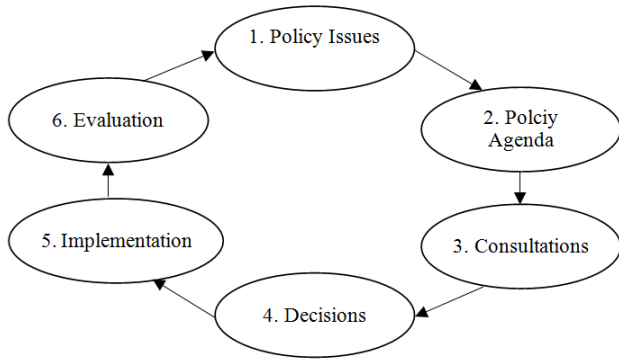 1. Policy Issues
2. Polciy
Agenda
3. Consultations
4. Decisions
5. Implementation
6. Evaluation